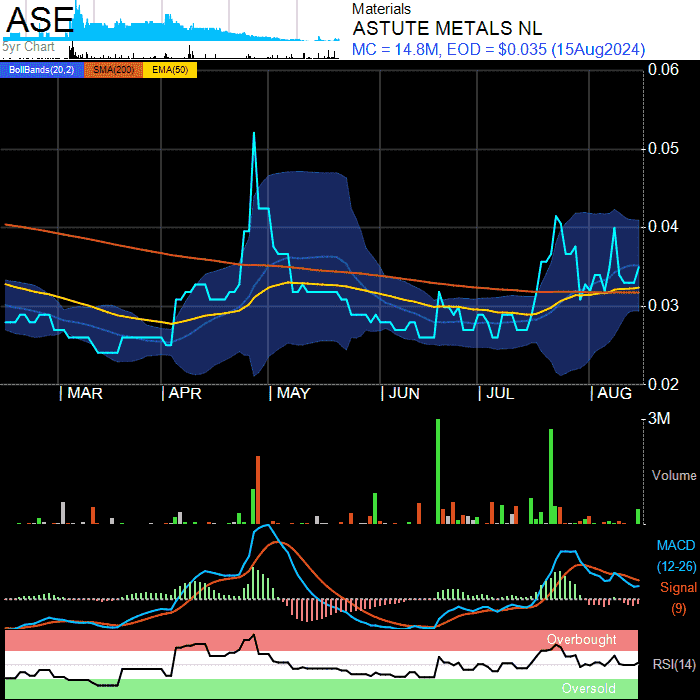 ASE
5yr Chart
Materials
ASTUTE METALS NL
MC = 14.8M, EOD = $0.035 (15Aug2024)
BollBands(20,2) SMA(200) EMA(50)
0.06
0.05
0.04
0.03
0.02
MAR APR MAY JUN JUL AUG
3M
Volume
MACD
(12-26)
Signal
(9)
Overbought
RSI(14)
Oversold